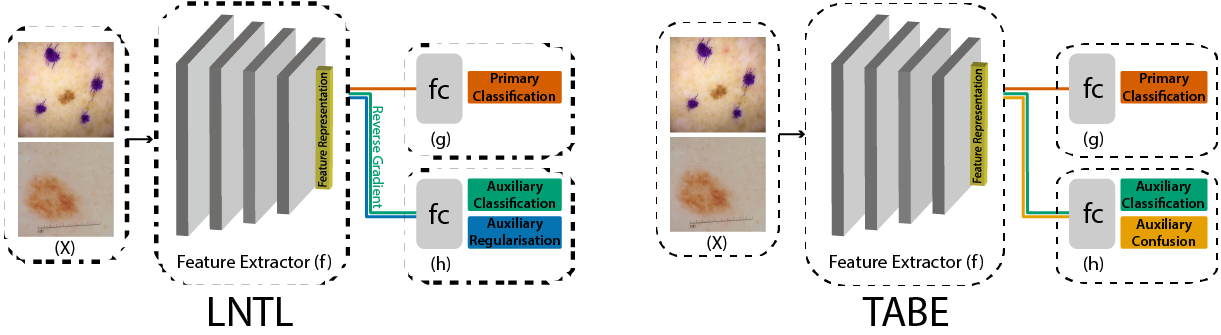 (X)
Feature Representation
Feature Extractor (f)
Reverse Gradient
fc
Primary
Classification
(g)
fc
Auxiliary
Classification
Auxiliary
Regularisation
(h)
LNTL
(X)
Feature Representation
Feature Extractor (f)
fc
Primary
Classification
(g)
fc
Auxiliary
Classification
Auxiliary
Confusion
(h)
TABE